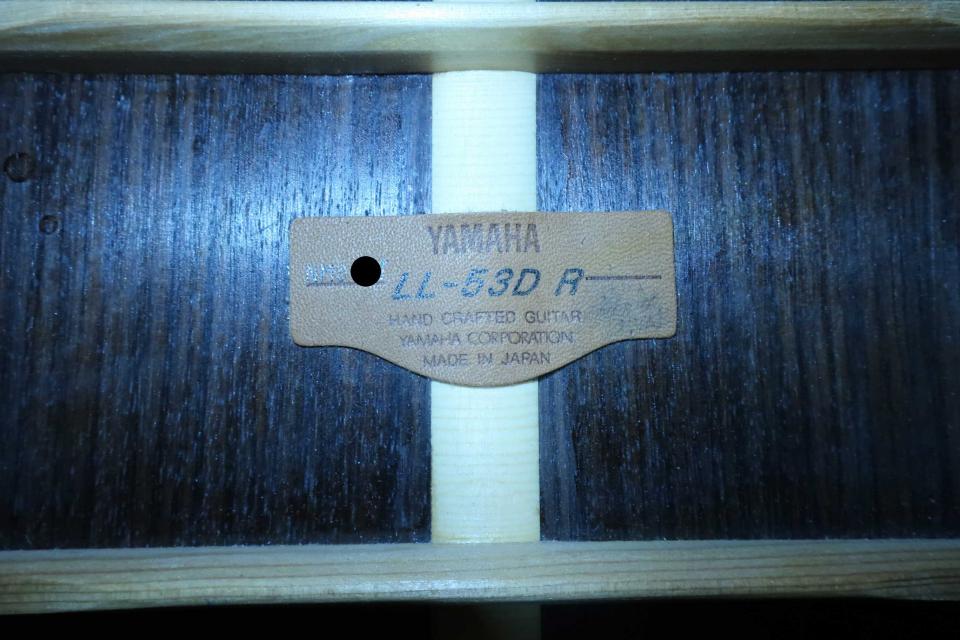 YAMAHA
LL-53D R
HAND CRAFTED GUITAR
YAMAHA CORPORATION
MADE IN JAPAN